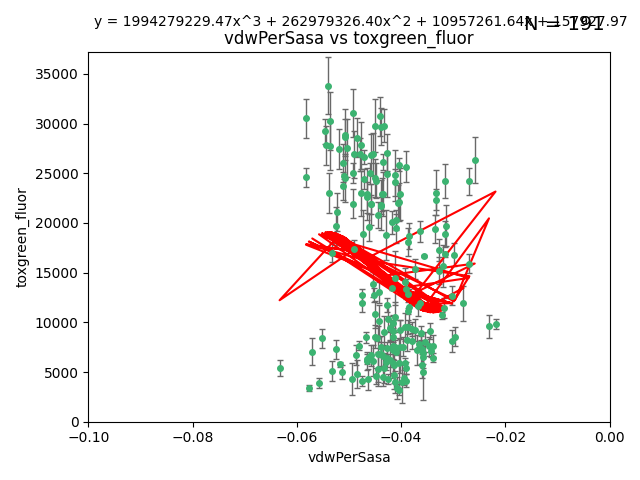 y = 1994279229.47x^3 + 262979326.40x^2 + 10957261.64x + 157927.97
N = 191
vdwPerSasa vs toxgreen_fluor
35000
30000
25000
20000
15000
10000
5000
0
toxgreen_fluor
−0.10
−0.08
−0.06
−0.04
−0.02
0.00
vdwPerSasa